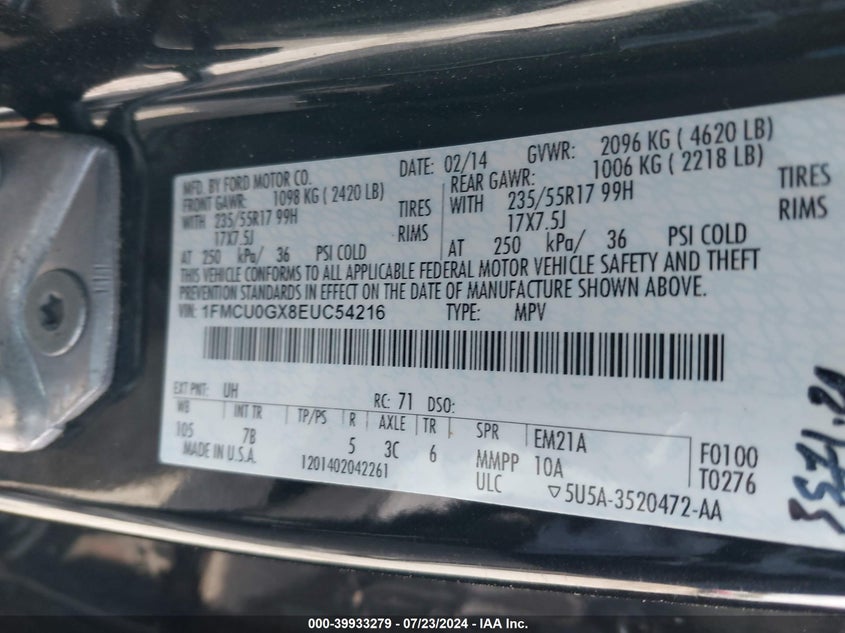 MFD. BY FORD MOTOR CO. DATE: 02/14 GVWR: 2096 KG ( 4620 LB)
FRONT GAWR: 1098 KG ( 2420 LB) REAR GAWR: 1006 KG ( 2218 LB)
WITH 235/55R17 99H TIRES WITH 235/55R17 99H TIRES
17X7.5J RIMS 17X7.5J RIMS
AT 250 kPa/ 36 PSI COLD AT 250 kPa/ 36 PSI COLD
THIS VEHICLE CONFORMS TO ALL APPLICABLE FEDERAL MOTOR VEHICLE SAFETY AND THEFT
PREVENTION STANDARDS IN EFFECT ON THE DATE OF MANUFACTURE SHOWN ABOVE.
VIN: 1FMCU0GX8EUC54216 TYPE: MPV
EXT PNT: UH RC: 71 DSO:
WB INT TR TP/PS R AXLE TR SPR EM21A F0100
105 7B 5 3C 6 MMPP 10A T0276
MADE IN U.S.A. 1201402042261 ULC ▽5U5A-3520472-AA
000-39933279 / 07/23/2024 / IAA Inc.